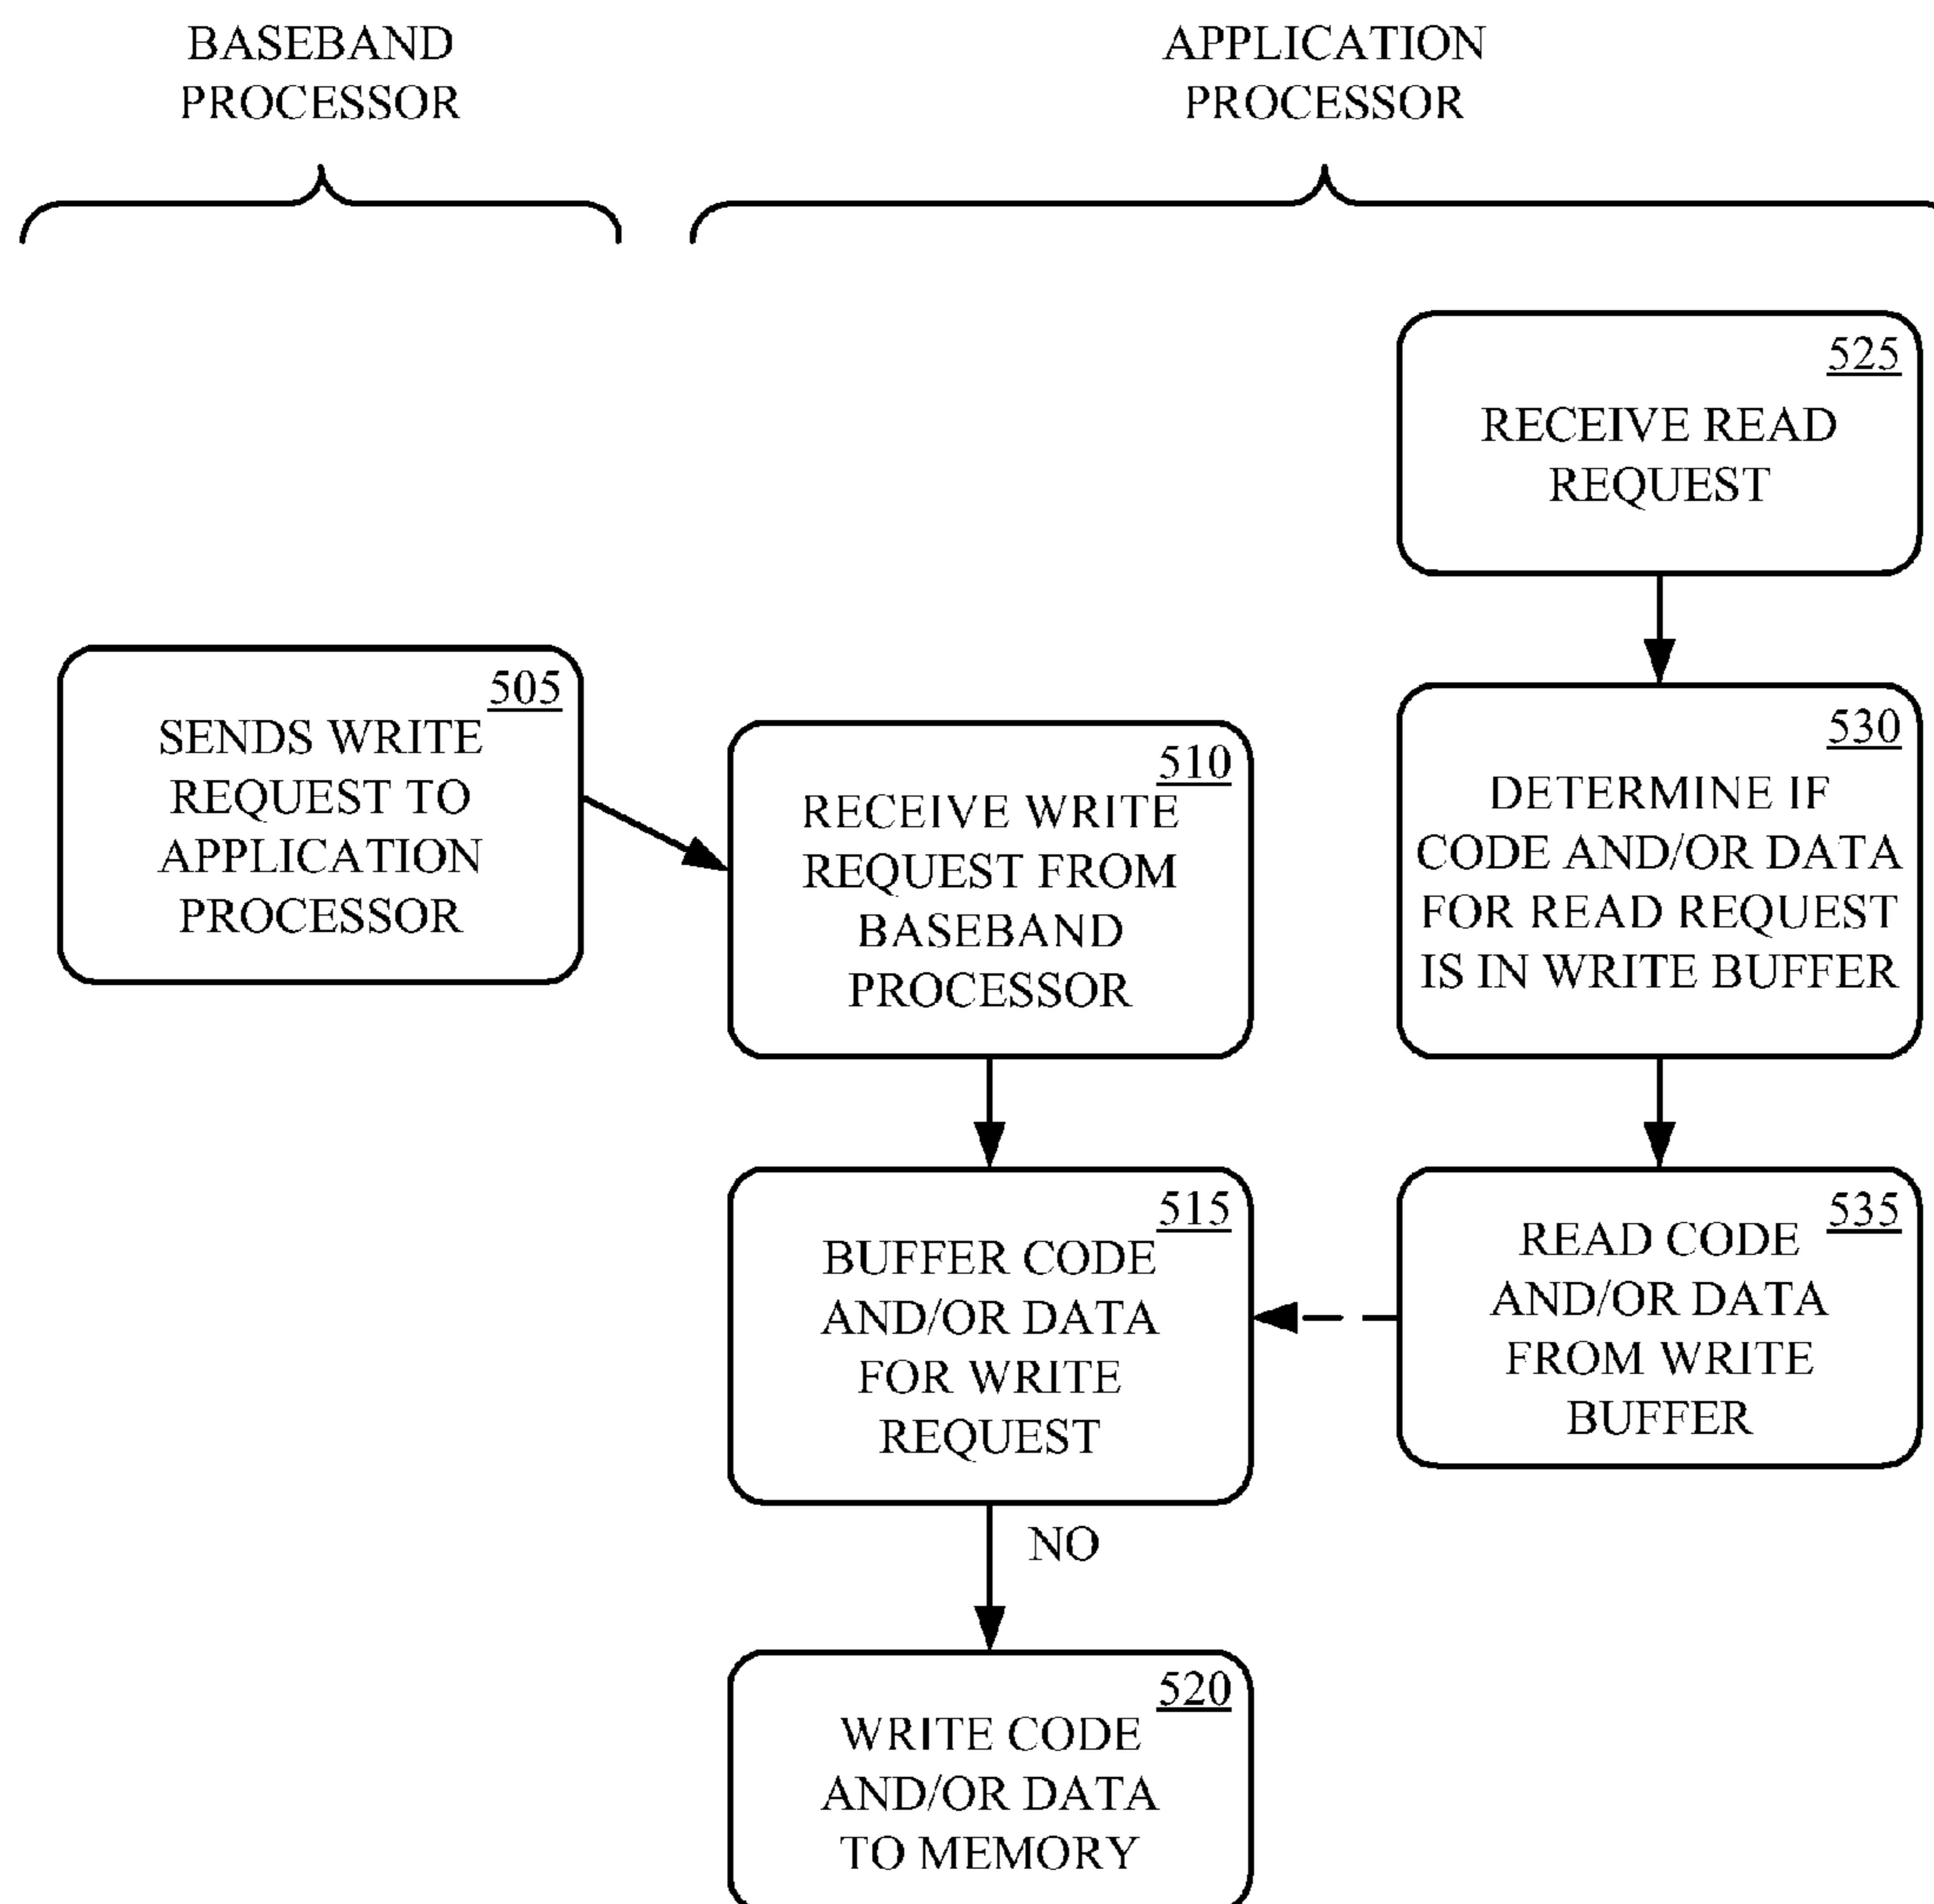 BASEBAND
PROCESSOR
APPLICATION
PROCESSOR
525
RECEIVE READ
REQUEST
505
SENDS WRITE
REQUEST TO
APPLICATION
PROCESSOR
510
RECEIVE WRITE
REQUEST FROM
BASEBAND
PROCESSOR
530
DETERMINE IF
CODE AND/OR DATA
FOR READ REQUEST
IS IN WRITE BUFFER
515
BUFFER CODE
AND/OR DATA
FOR WRITE
REQUEST
535
READ CODE
AND/OR DATA
FROM WRITE
BUFFER
NO
520
WRITE CODE
AND/OR DATA
TO MEMORY